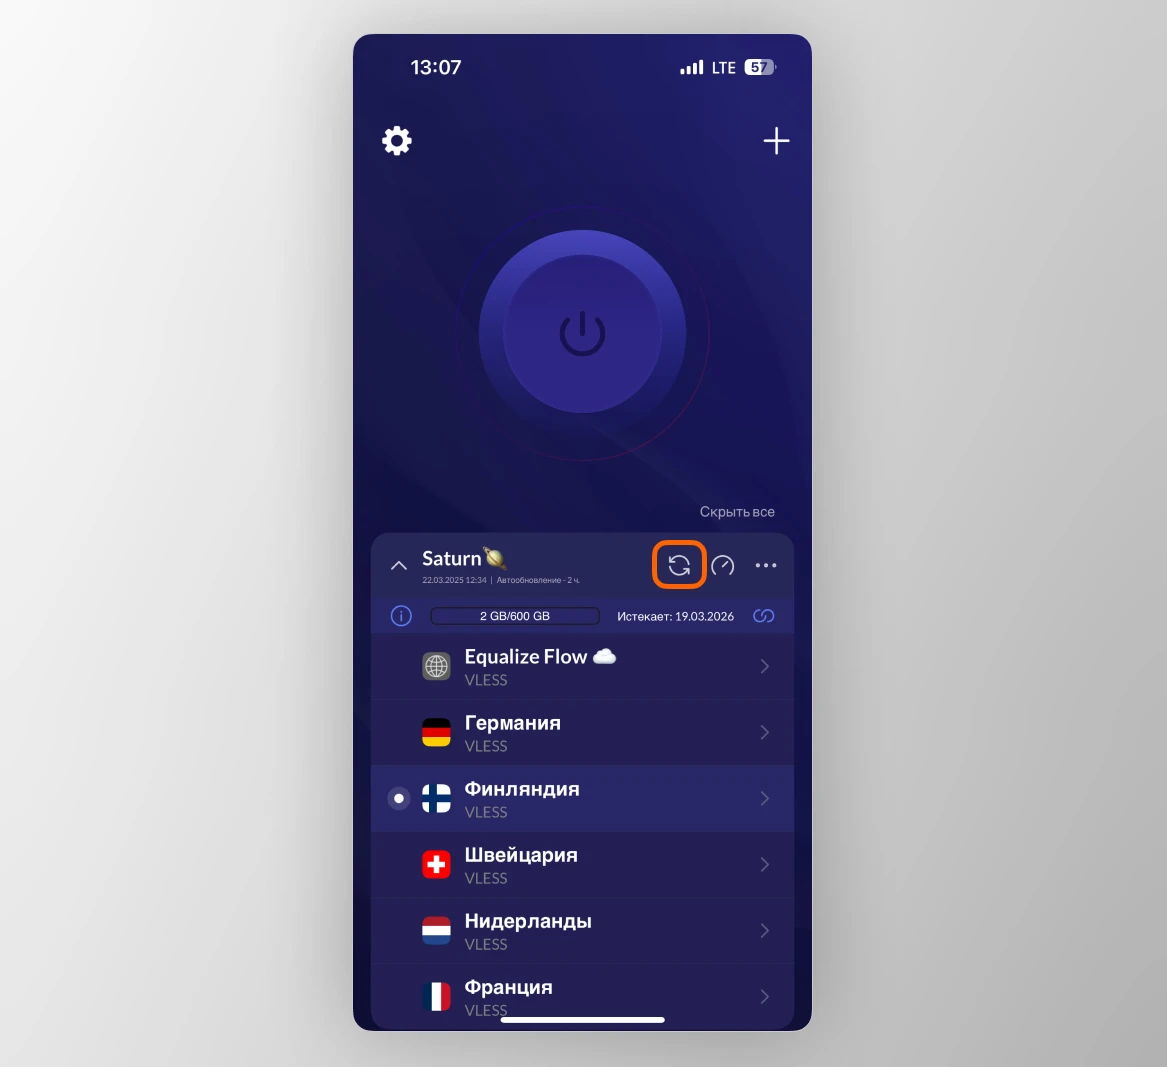 13:07
LTE 57
Скрыть все
Saturn🪐
22.03.2025 12:34 | Автообновление - 2 ч.
2 GB/600 GB
Истекает: 19.03.2026
Equalize Flow ☁️
VLESS
Германия
VLESS
Финляндия
VLESS
Швейцария
VLESS
Нидерланды
VLESS
Франция
VLESS